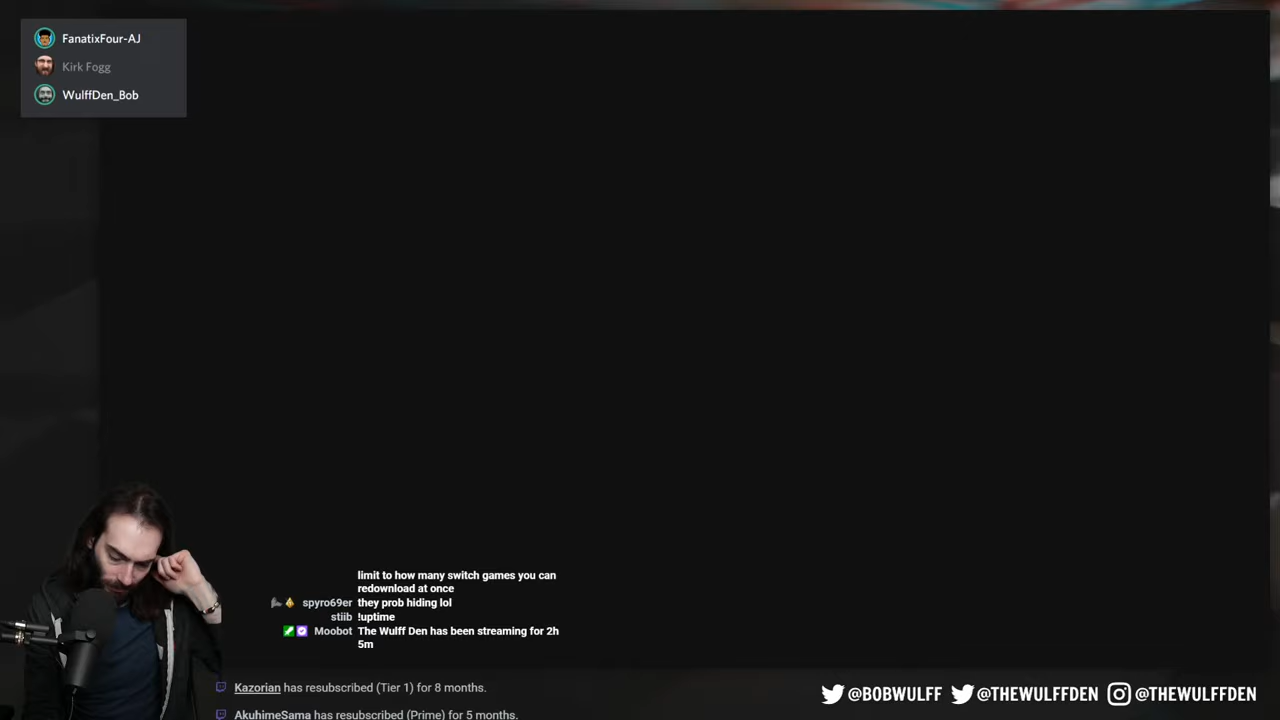 FanatixFour-AJ
Kirk Fogg
WulffDen_Bob
limit to how many switch games you can
redownload at once
spyro69er they prob hiding lol
stiib !uptime
Moobot The Wulff Den has been streaming for 2h
5m
Kazorian has resubscribed (Tier 1) for 8 months.
AkuhimeSama has resubscribed (Prime) for 5 months.
@BOBWULFF @THEWULFFDEN @THEWULFFDEN